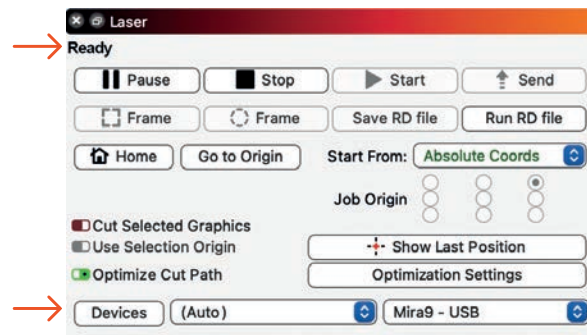 Laser
Ready
Pause Stop Start Send
Frame Frame Save RD file Run RD file
Home Go to Origin Start From: Absolute Coords
Job Origin
Cut Selected Graphics
Use Selection Origin Show Last Position
Optimize Cut Path Optimization Settings
Devices (Auto) Mira9 - USB